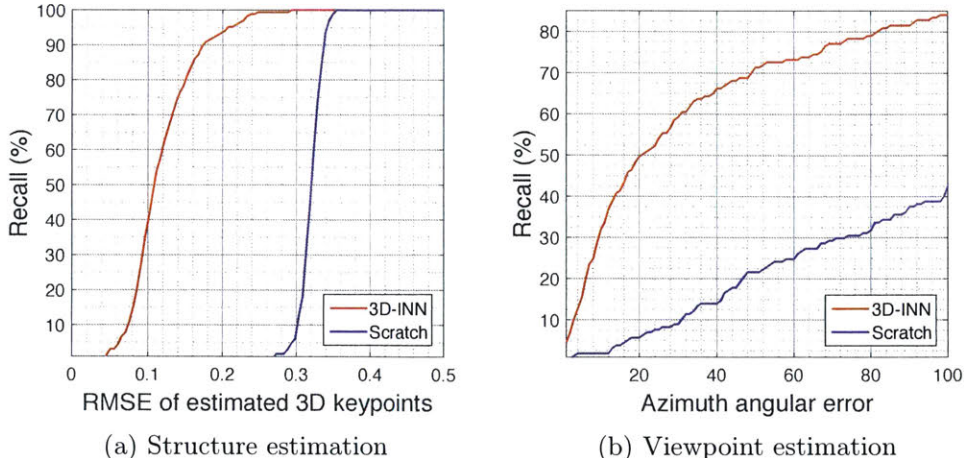 100
90
80
70
60
50
40
30
20
10
Recall (%)
3D-INN
Scratch
0
0.1
0.2
0.3
0.4
0.5
RMSE of estimated 3D keypoints
(a) Structure estimation
80
70
60
50
40
30
20
10
Recall (%)
3D-INN
Scratch
20
40
60
80
100
Azimuth angular error
(b) Viewpoint estimation